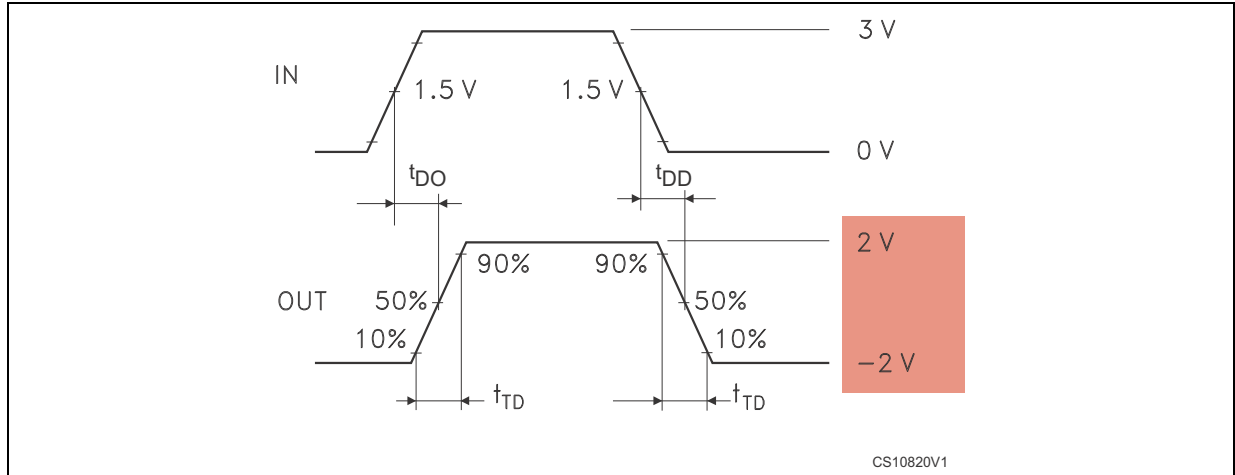 3 V
IN
1.5 V
1.5 V
0 V
tDO
tDD
2 V
90%
90%
OUT
50%
50%
10%
10%
−2 V
tTD
tTD
CS10820V1